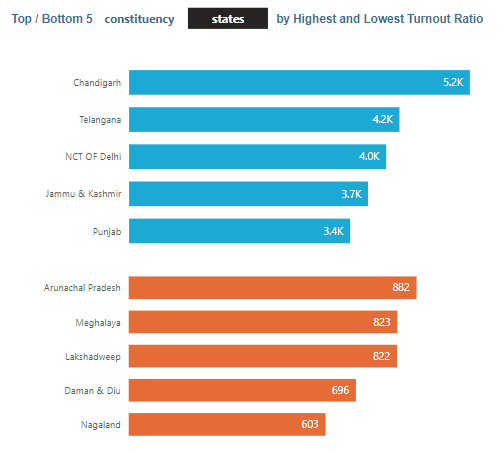 Top / Bottom 5 constituency states by Highest and Lowest Turnout Ratio
Chandigarh 5.2K
Telangana 4.2K
NCT OF Delhi 4.0K
Jammu & Kashmir 3.7K
Punjab 3.4K
Arunachal Pradesh 882
Meghalaya 823
Lakshadweep 822
Daman & Diu 696
Nagaland 603